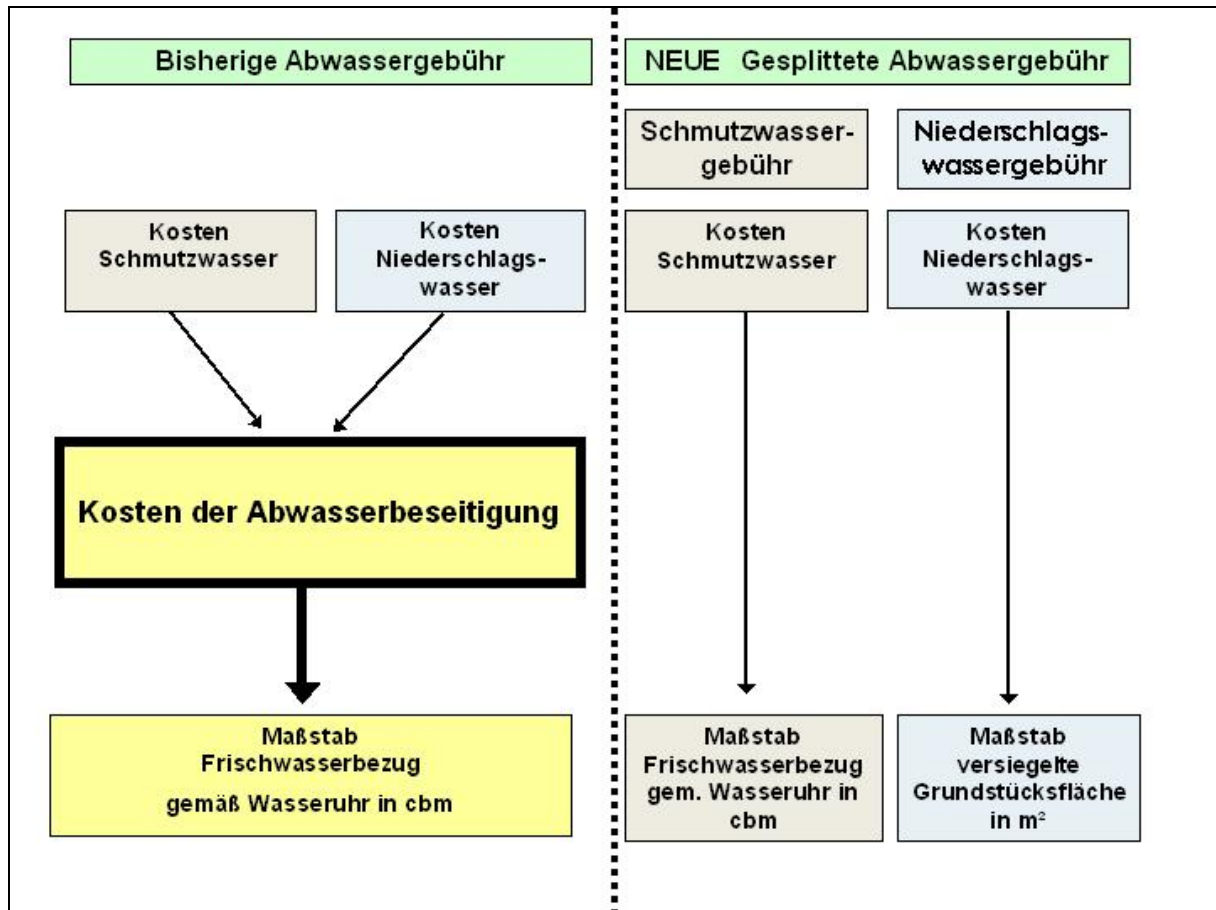 Bisherige Abwassergebühr
Kosten
Schmutzwasser
Kosten
Niederschlags-
wasser
Kosten der Abwasserbeseitigung
Maßstab
Frischwasserbezug
gemäß Wasseruhr in cbm
NEUE Gesplittete Abwassergebühr
Schmutzwasser-
gebühr
Niederschlags-
wassergebühr
Kosten
Schmutzwasser
Kosten
Niederschlags-
wasser
Maßstab
Frischwasserbezug
gem. Wasseruhr in
cbm
Maßstab
versiegelte
Grundstücksfläche
in m²